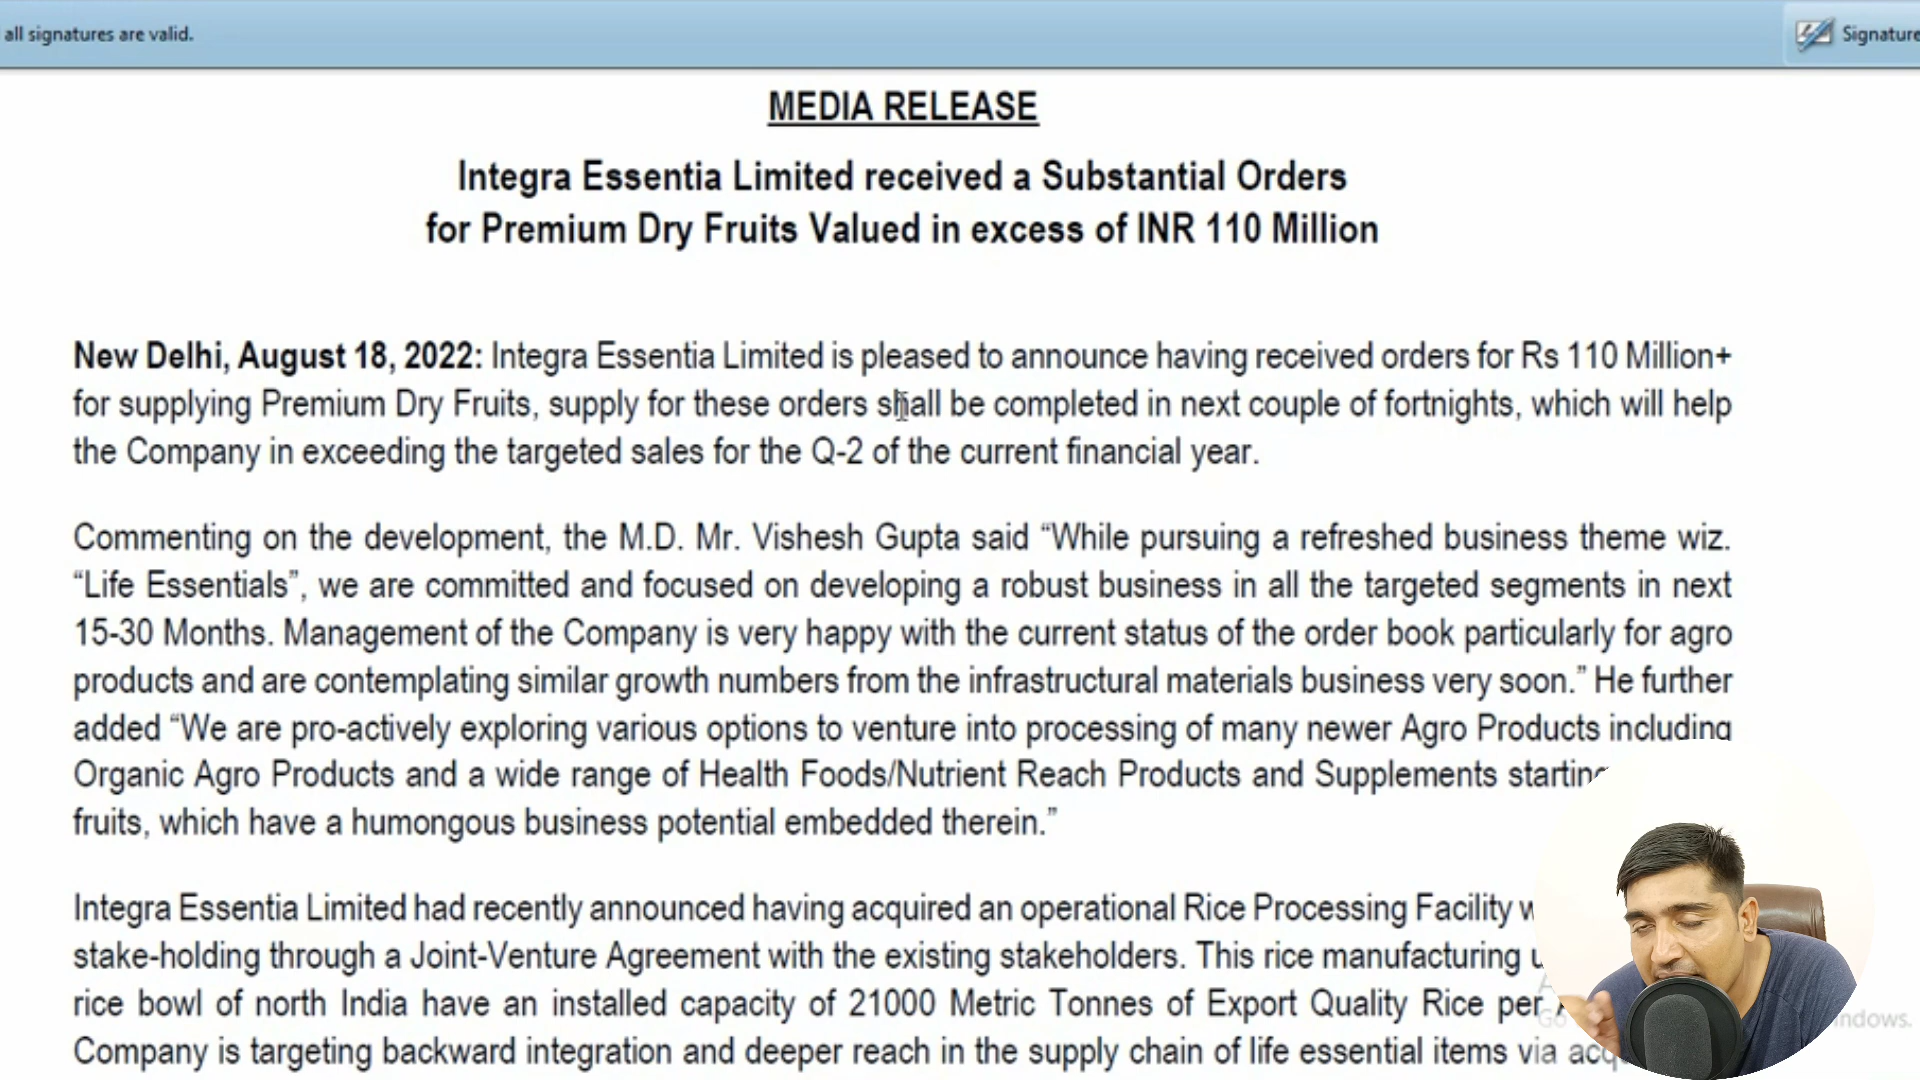 all signatures are valid.
Signature
MEDIA RELEASE
Integra Essentia Limited received a Substantial Orders
for Premium Dry Fruits Valued in excess of INR 110 Million
New Delhi, August 18, 2022: Integra Essentia Limited is pleased to announce having received orders for Rs 110 Million+
for supplying Premium Dry Fruits, supply for these orders shall be completed in next couple of fortnights, which will help
the Company in exceeding the targeted sales for the Q-2 of the current financial year.
Commenting on the development, the M.D. Mr. Vishesh Gupta said “While pursuing a refreshed business theme wiz.
“Life Essentials”, we are committed and focused on developing a robust business in all the targeted segments in next
15-30 Months. Management of the Company is very happy with the current status of the order book particularly for agro
products and are contemplating similar growth numbers from the infrastructural materials business very soon.” He further
added “We are pro-actively exploring various options to venture into processing of many newer Agro Products including
Organic Agro Products and a wide range of Health Foods/Nutrient Reach Products and Supplements starting
fruits, which have a humongous business potential embedded therein.”
Integra Essentia Limited had recently announced having acquired an operational Rice Processing Facility
stake-holding through a Joint-Venture Agreement with the existing stakeholders. This rice manufacturing
rice bowl of north India have an installed capacity of 21000 Metric Tonnes of Export Quality Rice per
Company is targeting backward integration and deeper reach in the supply chain of life essential items via